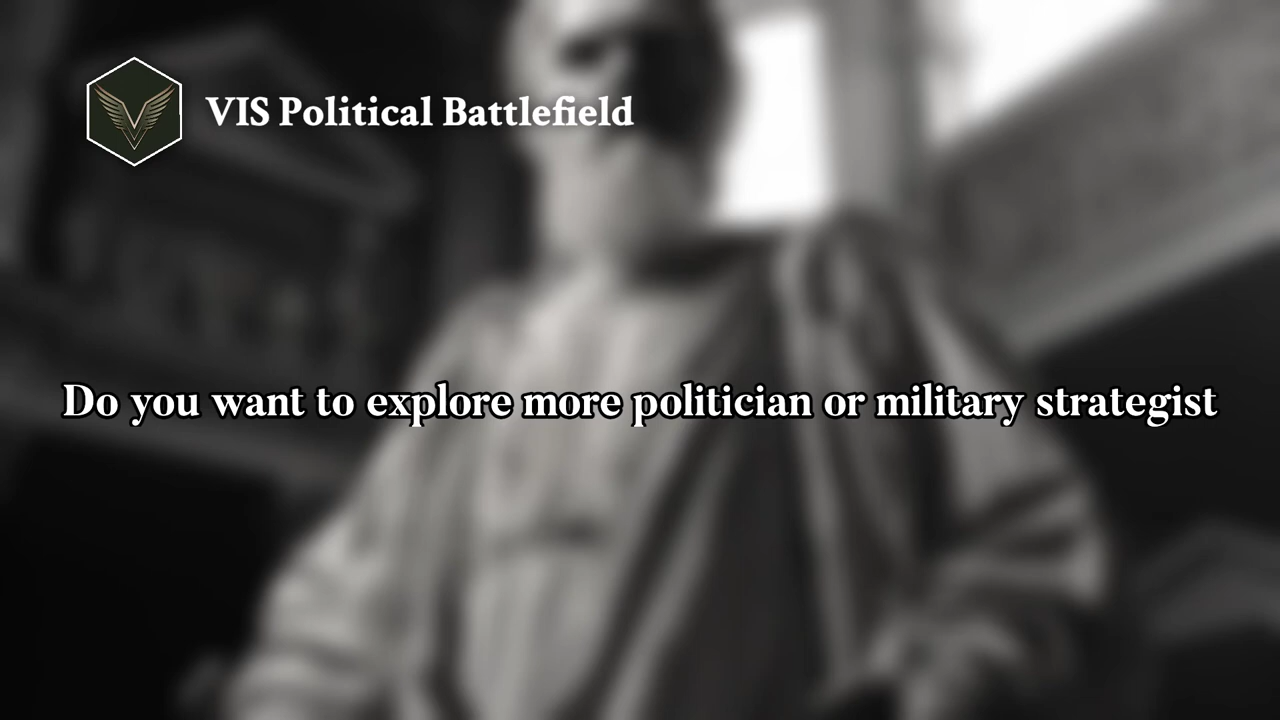 VIS Political Battlefield
Do you want to explore more politician or military strategist